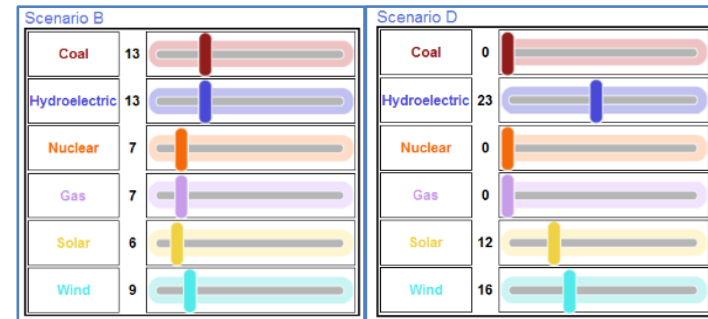 Scenario B
Coal 13
Hydroelectric 13
Nuclear 7
Gas 7
Solar 6
Wind 9
Scenario D
Coal 0
Hydroelectric 23
Nuclear 0
Gas 0
Solar 12
Wind 16